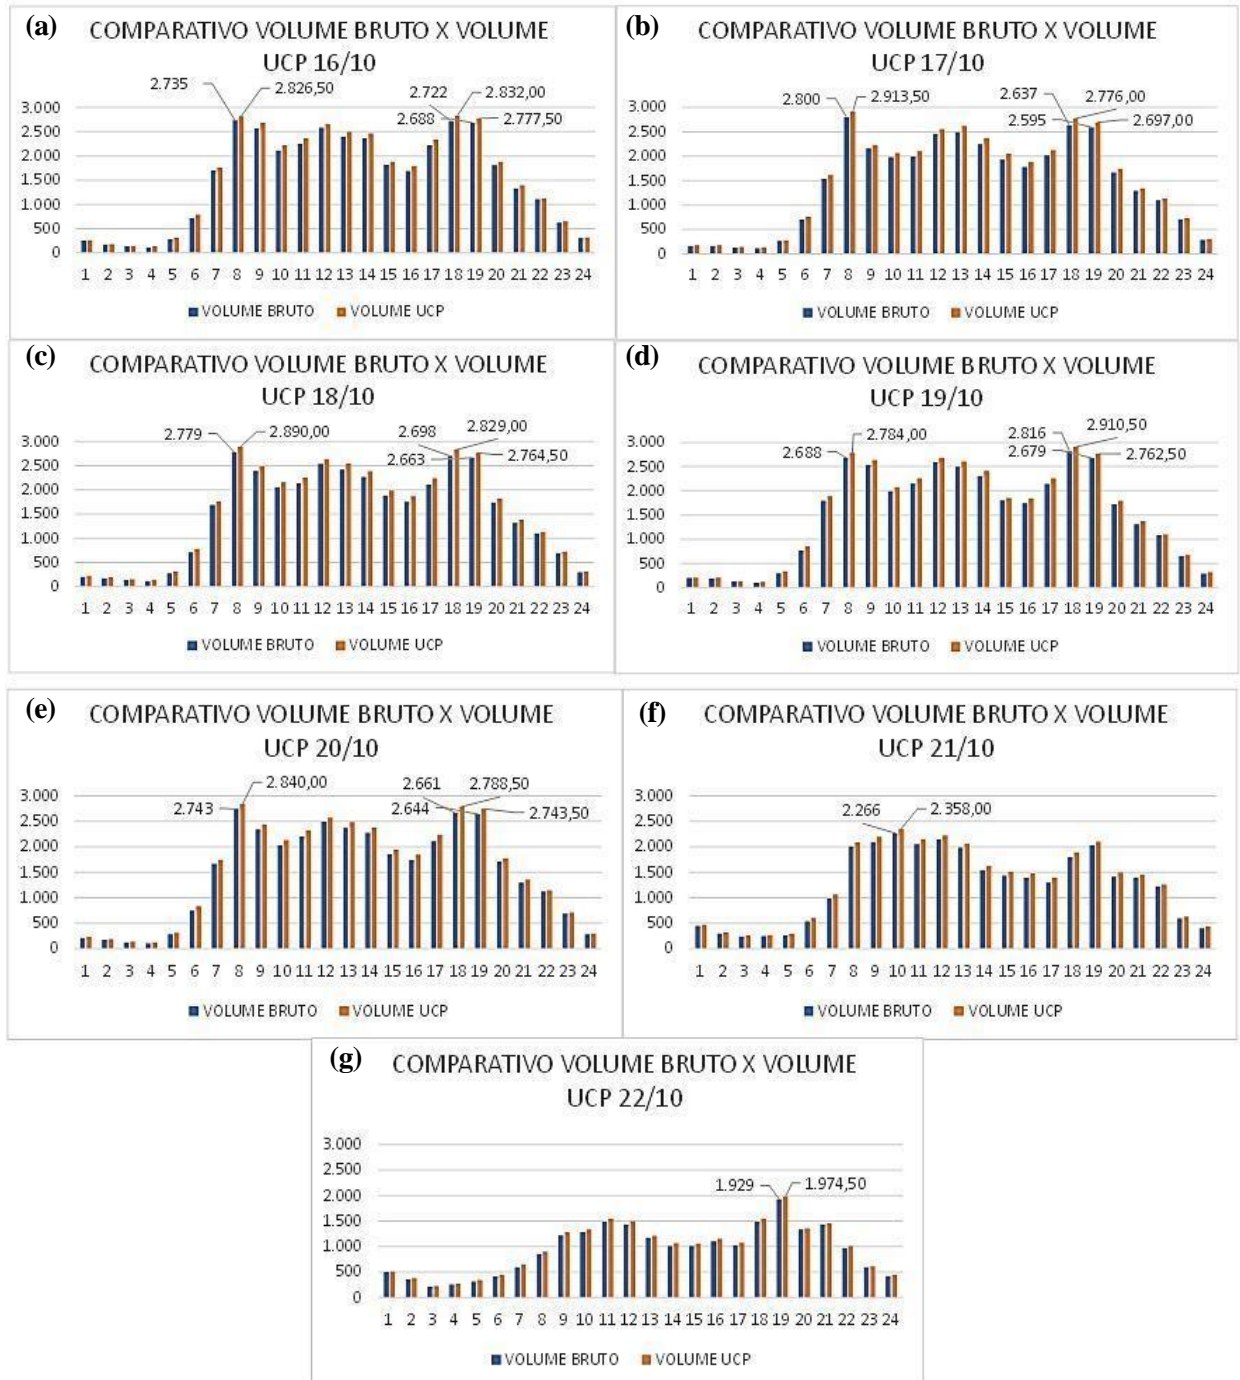 (a) COMPARATIVO VOLUME BRUTO X VOLUME
UCP 16/10
2.735 2.826,50 2.722 2.832,00
2.688 2.777,50
3.000
2.500
2.000
1.500
1.000
500
0
1 2 3 4 5 6 7 8 9 10 11 12 13 14 15 16 17 18 19 20 21 22 23 24
VOLUME BRUTO VOLUME UCP
(b) COMPARATIVO VOLUME BRUTO X VOLUME
UCP 17/10
2.800 2.913,50 2.637 2.776,00
2.595 2.697,00
3.000
2.500
2.000
1.500
1.000
500
0
1 2 3 4 5 6 7 8 9 10 11 12 13 14 15 16 17 18 19 20 21 22 23 24
VOLUME BRUTO VOLUME UCP
(c) COMPARATIVO VOLUME BRUTO X VOLUME
UCP 18/10
2.779 2.890,00 2.698 2.829,00
2.663 2.764,50
3.000
2.500
2.000
1.500
1.000
500
0
1 2 3 4 5 6 7 8 9 10 11 12 13 14 15 16 17 18 19 20 21 22 23 24
VOLUME BRUTO VOLUME UCP
(d) COMPARATIVO VOLUME BRUTO X VOLUME
UCP 19/10
2.688 2.784,00 2.816 2.910,50
2.679 2.762,50
3.000
2.500
2.000
1.500
1.000
500
0
1 2 3 4 5 6 7 8 9 10 11 12 13 14 15 16 17 18 19 20 21 22 23 24
VOLUME BRUTO VOLUME UCP
(e) COMPARATIVO VOLUME BRUTO X VOLUME
UCP 20/10
2.743 2.840,00 2.661 2.788,50
2.644 2.743,50
3.000
2.500
2.000
1.500
1.000
500
0
1 2 3 4 5 6 7 8 9 10 11 12 13 14 15 16 17 18 19 20 21 22 23 24
VOLUME BRUTO VOLUME UCP
(f) COMPARATIVO VOLUME BRUTO X VOLUME
UCP 21/10
2.266 2.358,00
3.000
2.500
2.000
1.500
1.000
500
0
1 2 3 4 5 6 7 8 9 10 11 12 13 14 15 16 17 18 19 20 21 22 23 24
VOLUME BRUTO VOLUME UCP
(g) COMPARATIVO VOLUME BRUTO X VOLUME
UCP 22/10
1.929 1.974,50
3.000
2.500
2.000
1.500
1.000
500
0
1 2 3 4 5 6 7 8 9 10 11 12 13 14 15 16 17 18 19 20 21 22 23 24
VOLUME BRUTO VOLUME UCP